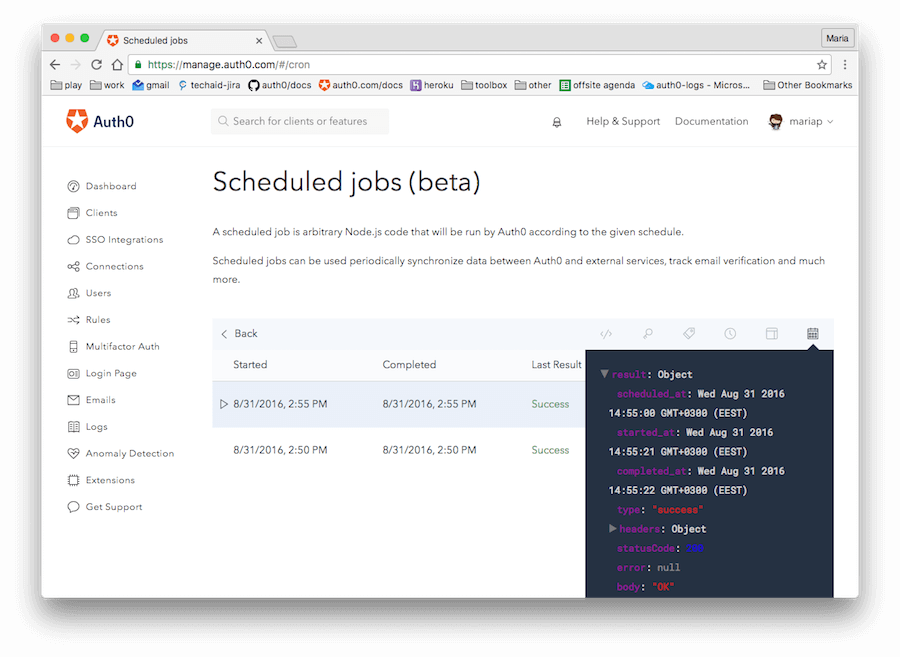 Scheduled jobs
Maria
https://manage.auth0.com/#/cron
play work gmail techaid-jira auth0/docs auth0.com/docs heroku toolbox other offsite agenda auth0-logs - Micros... Other Bookmarks
Auth0
Search for clients or features
Help & Support Documentation mariap
Dashboard
Clients
SSO Integrations
Connections
Users
Rules
Multifactor Auth
Login Page
Emails
Logs
Anomaly Detection
Extensions
Get Support
Scheduled jobs (beta)
A scheduled job is arbitrary Node.js code that will be run by Auth0 according to the given schedule.
Scheduled jobs can be used periodically synchronize data between Auth0 and external services, track email verification and much
more.
Back
Started Completed Last Result
8/31/2016, 2:55 PM 8/31/2016, 2:55 PM Success
8/31/2016, 2:50 PM 8/31/2016, 2:50 PM Success
result: Object
scheduled_at: Wed Aug 31 2016
14:55:00 GMT+0300 (EEST)
started_at: Wed Aug 31 2016
14:55:21 GMT+0300 (EEST)
completed_at: Wed Aug 31 2016
14:55:22 GMT+0300 (EEST)
type: "success"
headers: Object
statusCode: 200
error: null
body: "OK"